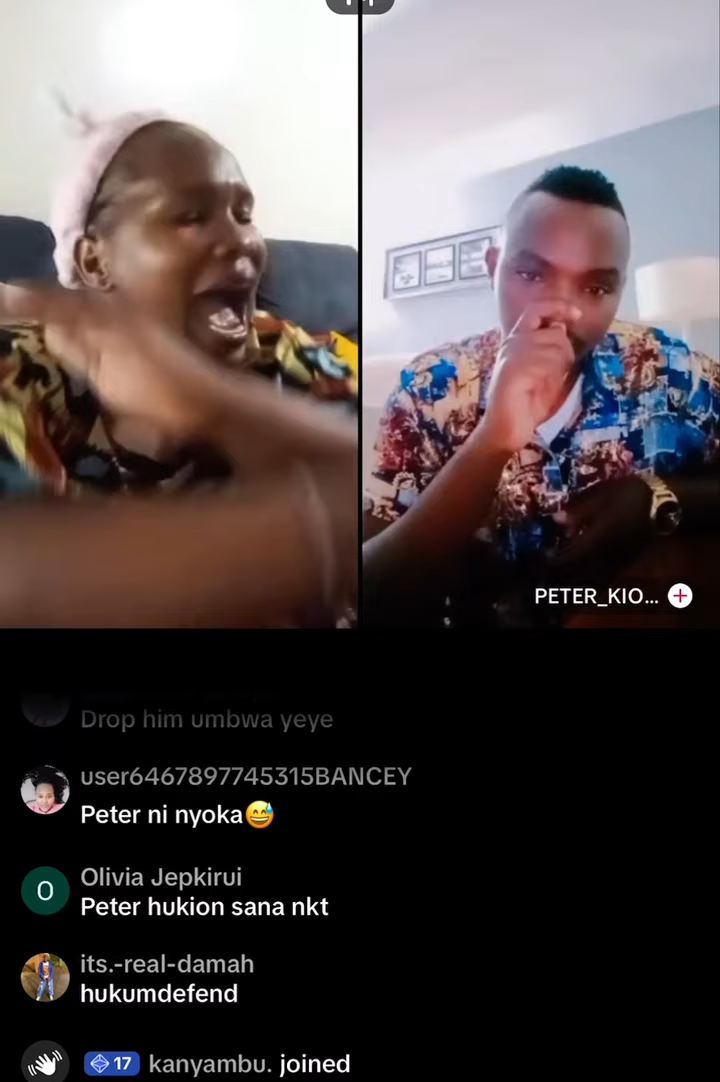 PETER_KIO...
Drop him umbwa yeye
user6467897745315BANCEY
Peter ni nyoka😅
O
Olivia Jepkirui
Peter hukion sana nkt
its.-real-damah
hukumdefend
17 kanyambu. joined